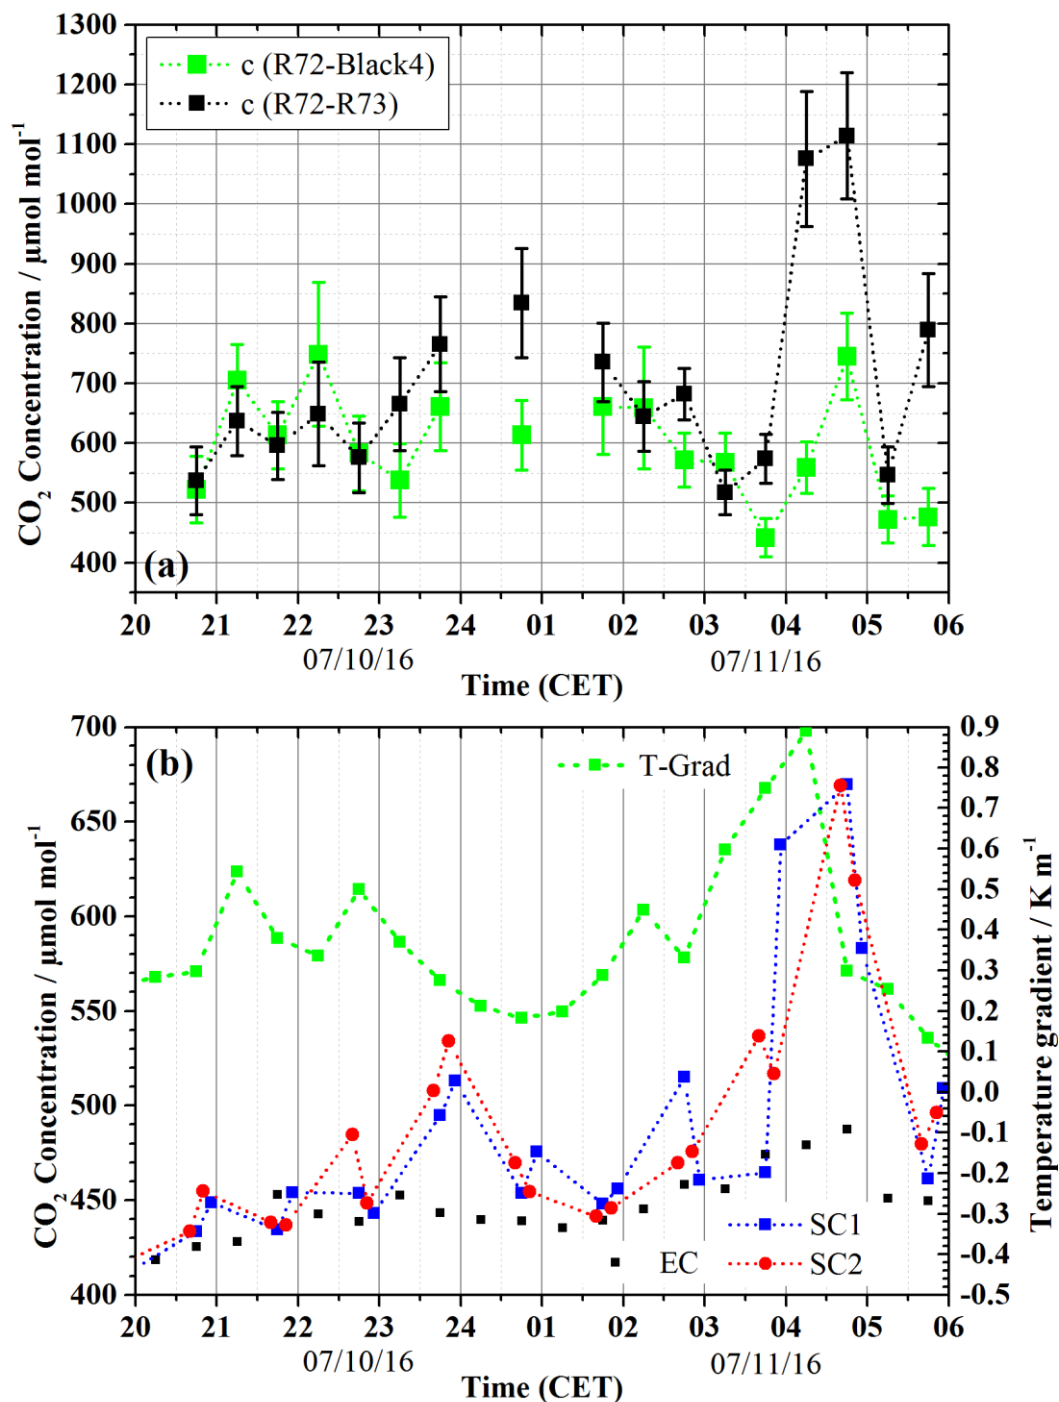 1300
1200
1100
1000
900
800
700
600
500
400
CO₂ Concentration / µmol mol⁻¹
c (R72-Black4)
c (R72-R73)
(a)
20 21 22 23 24 01 02 03 04 05 06
07/10/16 07/11/16
Time (CET)
700
650
600
550
500
450
400
CO₂ Concentration / µmol mol⁻¹
(b)
T-Grad
SC1
EC SC2
0.9
0.8
0.7
0.6
0.5
0.4
0.3
0.2
0.1
0.0
-0.1
-0.2
-0.3
-0.4
-0.5
Temperature gradient / K m⁻¹
20 21 22 23 24 01 02 03 04 05 06
07/10/16 07/11/16
Time (CET)